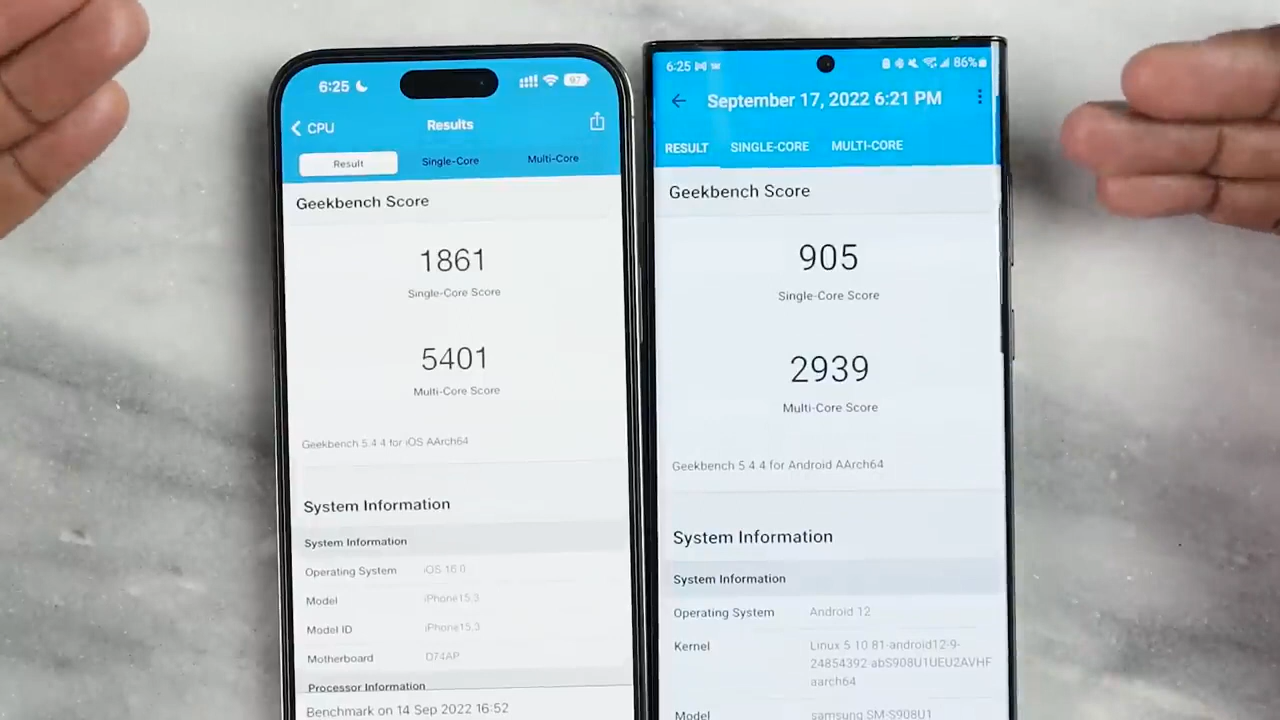 6:25
97
CPU
Results
Result
Single-Core
Multi-Core
Geekbench Score
1861
Single-Core Score
5401
Multi-Core Score
Geekbench 5.4.4 for iOS AArch64
System Information
System Information
Operating System iOS 16.0
Model iPhone15,3
Model ID iPhone15,3
Motherboard D74AP
Processor Information
Benchmark on 14 Sep 2022 16:52
6:25
86%
September 17, 2022 6:21 PM
RESULT
SINGLE-CORE
MULTI-CORE
Geekbench Score
905
Single-Core Score
2939
Multi-Core Score
Geekbench 5.4.4 for Android AArch64
System Information
System Information
Operating System Android 12
Kernel Linux 5.10.81-android12-9-
24854392-abS908U1UEU2AVHF
aarch64
Model samsung SM-S908U1